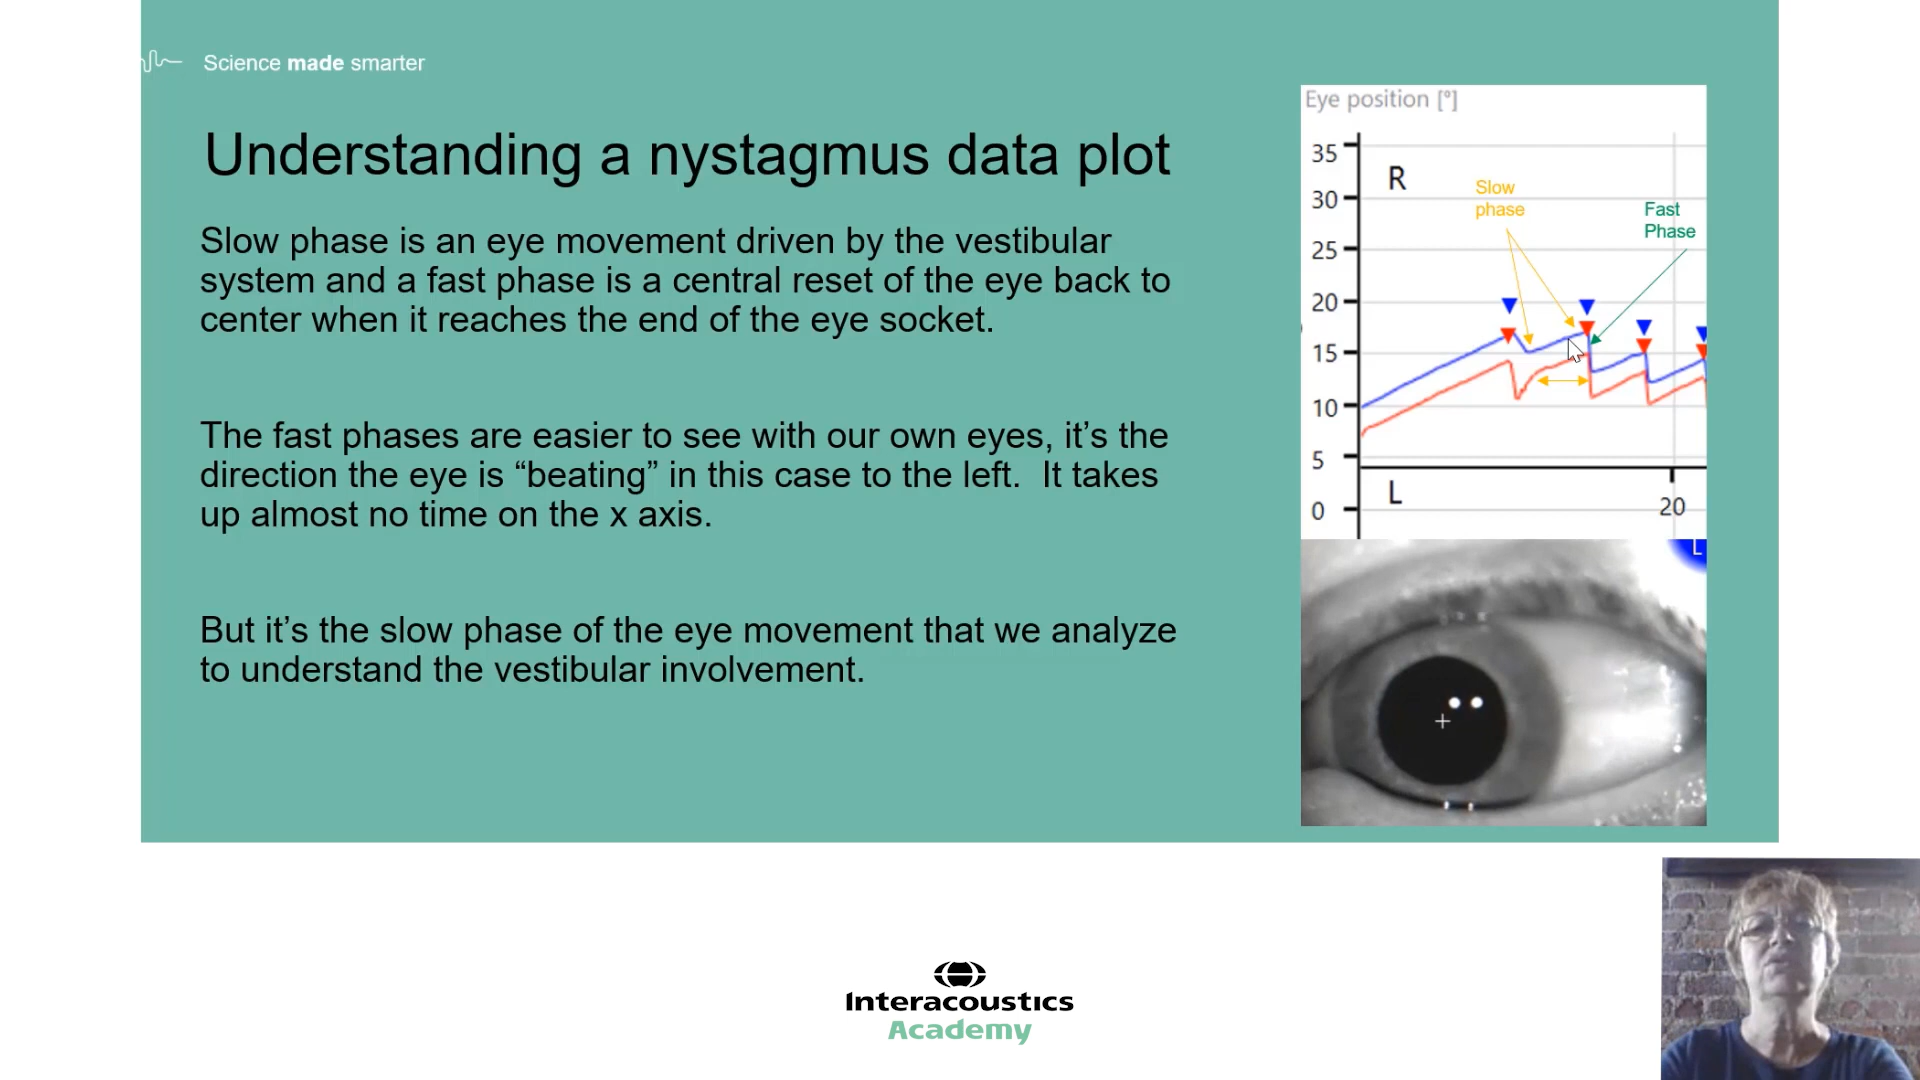 Science made smarter
Understanding a nystagmus data plot
Slow phase is an eye movement driven by the vestibular
system and a fast phase is a central reset of the eye back to
center when it reaches the end of the eye socket.
The fast phases are easier to see with our own eyes, it’s the
direction the eye is “beating” in this case to the left.  It takes
up almost no time on the x axis.
But it’s the slow phase of the eye movement that we analyze
to understand the vestibular involvement.
Eye position [°]
35
R
30
Slow
phase
Fast
Phase
25
20
15
10
5
L
20
0
L
Interacoustics
Academy